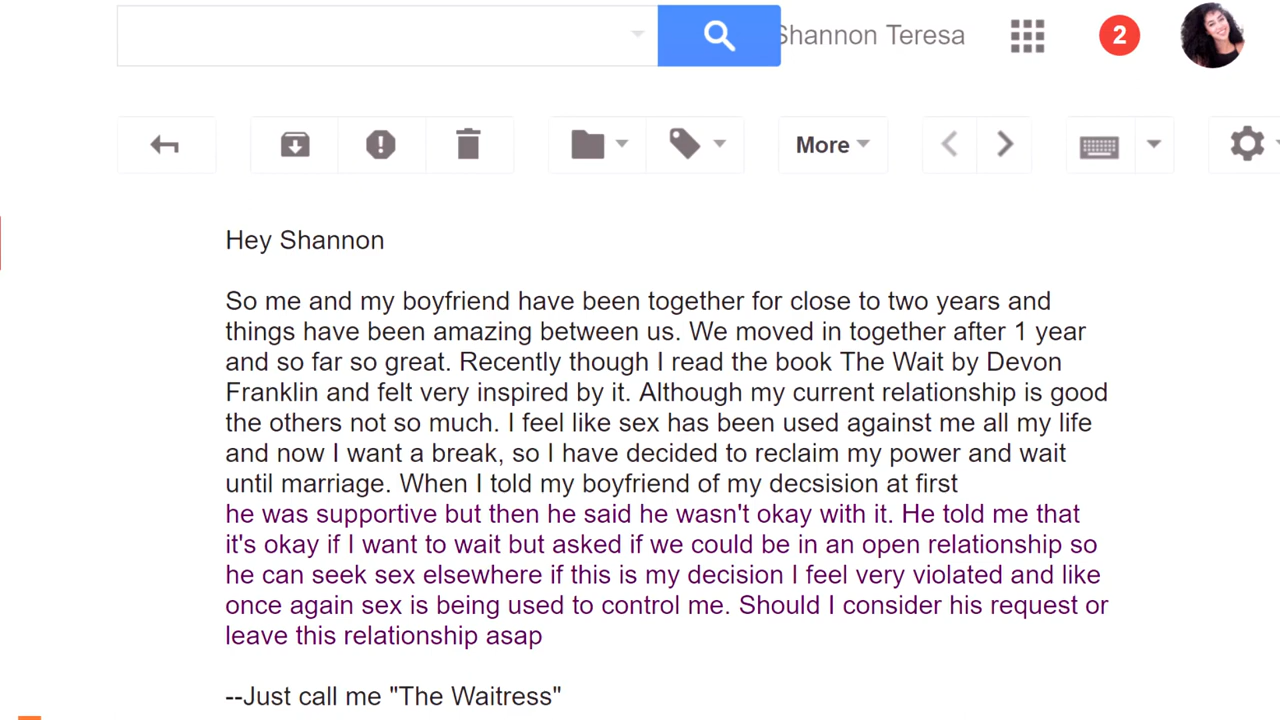 Shannon Teresa
2
More
Hey Shannon
So me and my boyfriend have been together for close to two years and
things have been amazing between us. We moved in together after 1 year
and so far so great. Recently though I read the book The Wait by Devon
Franklin and felt very inspired by it. Although my current relationship is good
the others not so much. I feel like sex has been used against me all my life
and now I want a break, so I have decided to reclaim my power and wait
until marriage. When I told my boyfriend of my decsision at first
he was supportive but then he said he wasn't okay with it. He told me that
it's okay if I want to wait but asked if we could be in an open relationship so
he can seek sex elsewhere if this is my decision I feel very violated and like
once again sex is being used to control me. Should I consider his request or
leave this relationship asap
--Just call me "The Waitress"